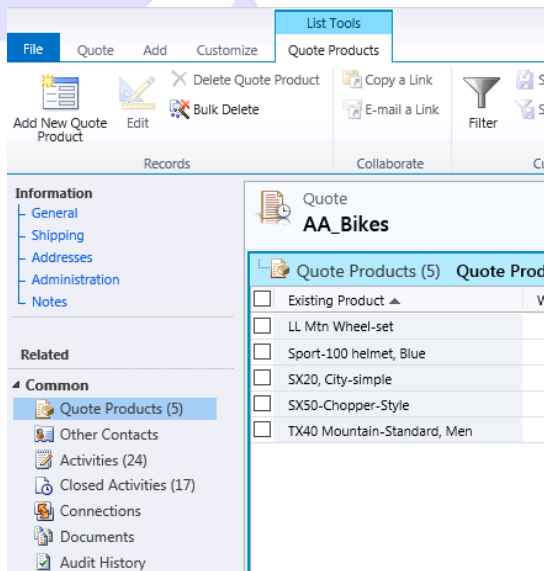 List Tools
File Quote Add Customize Quote Products
Add New Quote Product
Edit
Delete Quote Product
Bulk Delete
Copy a Link
E-mail a Link
Filter
Records Collaborate
Information
General
Shipping
Addresses
Administration
Notes
Related
Common
Quote Products (5)
Other Contacts
Activities (24)
Closed Activities (17)
Connections
Documents
Audit History
Quote
AA_Bikes
Quote Products (5) Quote Prod
Existing Product
LL Mtn Wheel-set
Sport-100 helmet, Blue
SX20, City-simple
SX50-Chopper-Style
TX40 Mountain-Standard, Men